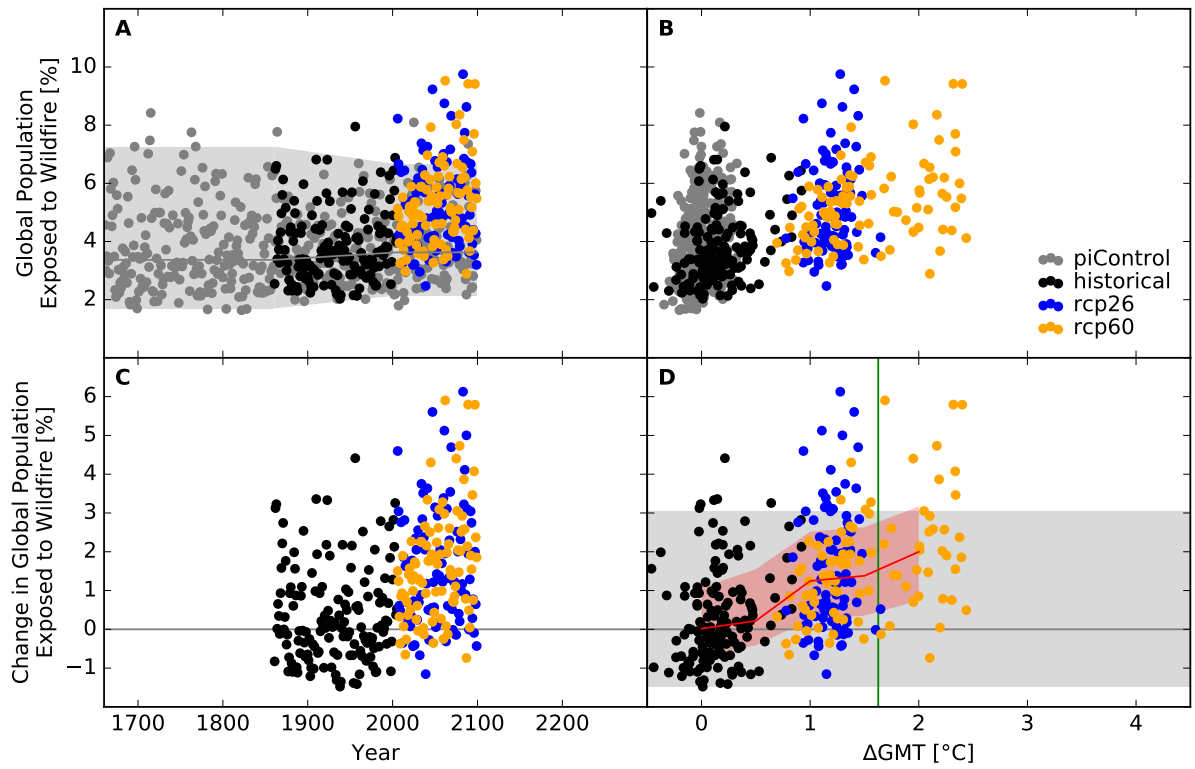 A
B
Global Population
Exposed to Wildfire [%]
10
8
6
4
2
piControl
historical
rcp26
rcp60
C
D
Change in Global Population
Exposed to Wildfire [%]
6
5
4
3
2
1
0
−1
1700 1800 1900 2000 2100 2200
0 1 2 3 4
Year
ΔGMT [°C]